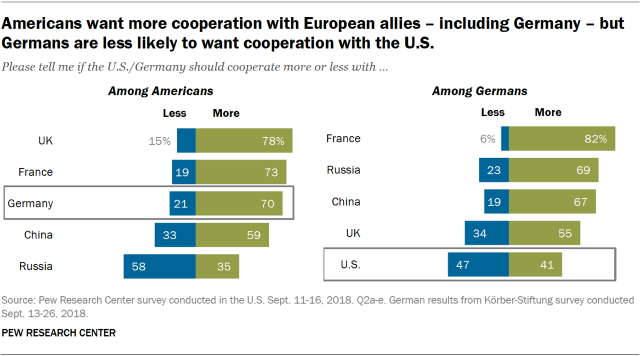 Americans want more cooperation with European allies – including Germany – but
Germans are less likely to want cooperation with the U.S.
Please tell me if the U.S./Germany should cooperate more or less with ...
Among Americans
Less More
UK 15% 78%
France 19 73
Germany 21 70
China 33 59
Russia 58 35
Among Germans
Less More
France 6% 82%
Russia 23 69
China 19 67
UK 34 55
U.S. 47 41
Source: Pew Research Center survey conducted in the U.S. Sept. 11-16, 2018. Q2a-e. German results from Körber-Stiftung survey conducted
Sept. 13-26, 2018.
PEW RESEARCH CENTER